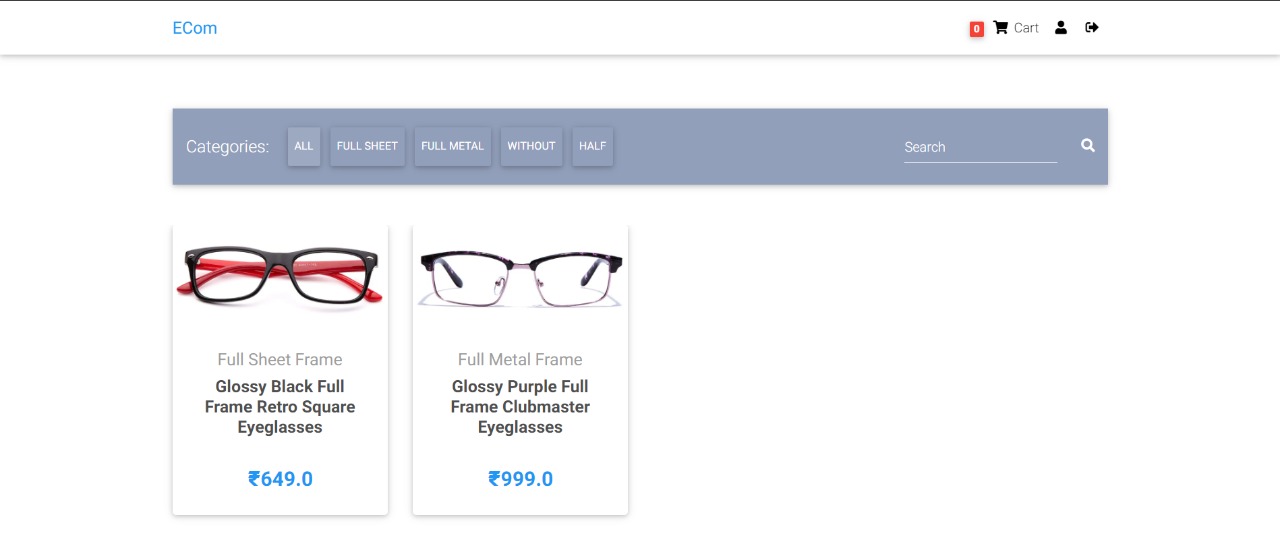 ECom
0 Cart
Categories: ALL FULL SHEET FULL METAL WITHOUT HALF Search
Full Sheet Frame
Glossy Black Full
Frame Retro Square
Eyeglasses
₹649.0
Full Metal Frame
Glossy Purple Full
Frame Clubmaster
Eyeglasses
₹999.0